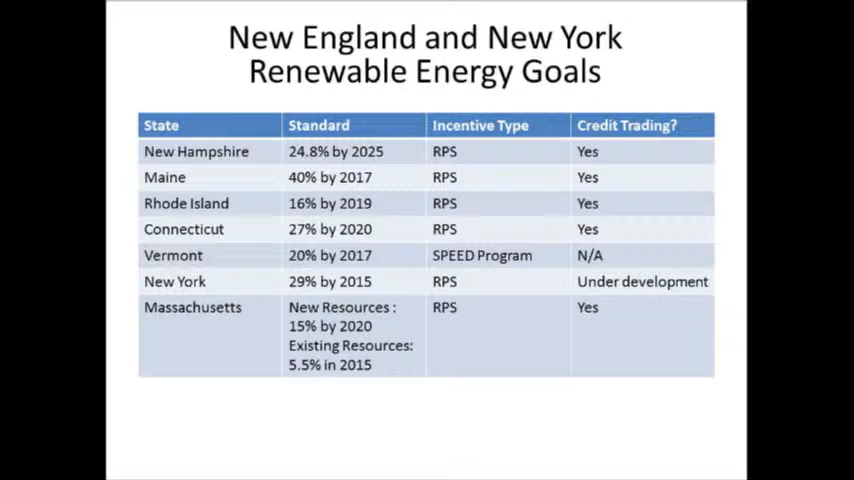 New England and New York
Renewable Energy Goals
State Standard Incentive Type Credit Trading?
New Hampshire 24.8% by 2025 RPS Yes
Maine 40% by 2017 RPS Yes
Rhode Island 16% by 2019 RPS Yes
Connecticut 27% by 2020 RPS Yes
Vermont 20% by 2017 SPEED Program N/A
New York 29% by 2015 RPS Under development
Massachusetts New Resources : RPS Yes
15% by 2020
Existing Resources:
5.5% in 2015